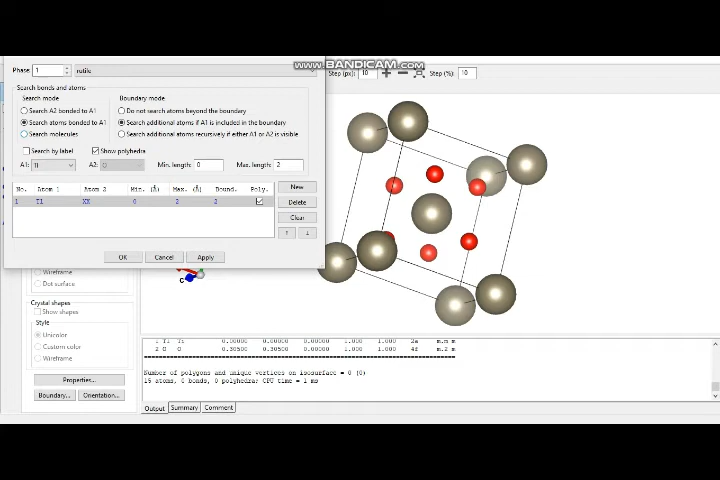 www.BANDICAM.com
Phase: 1 rutile
Step (px): 10 Step (%): 10
Search bonds and atoms
Search mode
Search A2 bonded to A1
Search atoms bonded to A1
Search molecules
Boundary mode
Do not search atoms beyond the boundary
Search additional atoms if A1 is included in the boundary
Search additional atoms recursively if either A1 or A2 is visible
Search by label Show polyhedra
A1: Ti A2: O Min. length: 0 Max. length: 2
No. Atom 1 Atom 2 Min. (Å) Max. (Å) Bound. Poly.
1 Ti XX 0 2 2
New
Delete
Clear
OK Cancel Apply
C
Wireframe
Dot surface
Crystal shapes
Show shapes
Style
Unicolor
Custom color
Wireframe
Properties...
Boundary... Orientation...
1 Ti Ti 0.00000 0.00000 0.00000 1.000 1.000 2a m.m m
2 O O 0.30500 0.30500 0.00000 1.000 1.000 4f m.2 m
Number of polygons and unique vertices on isosurface = 0 (0)
15 atoms, 0 bonds, 0 polyhedra; CPU time = 1 ms
Output Summary Comment